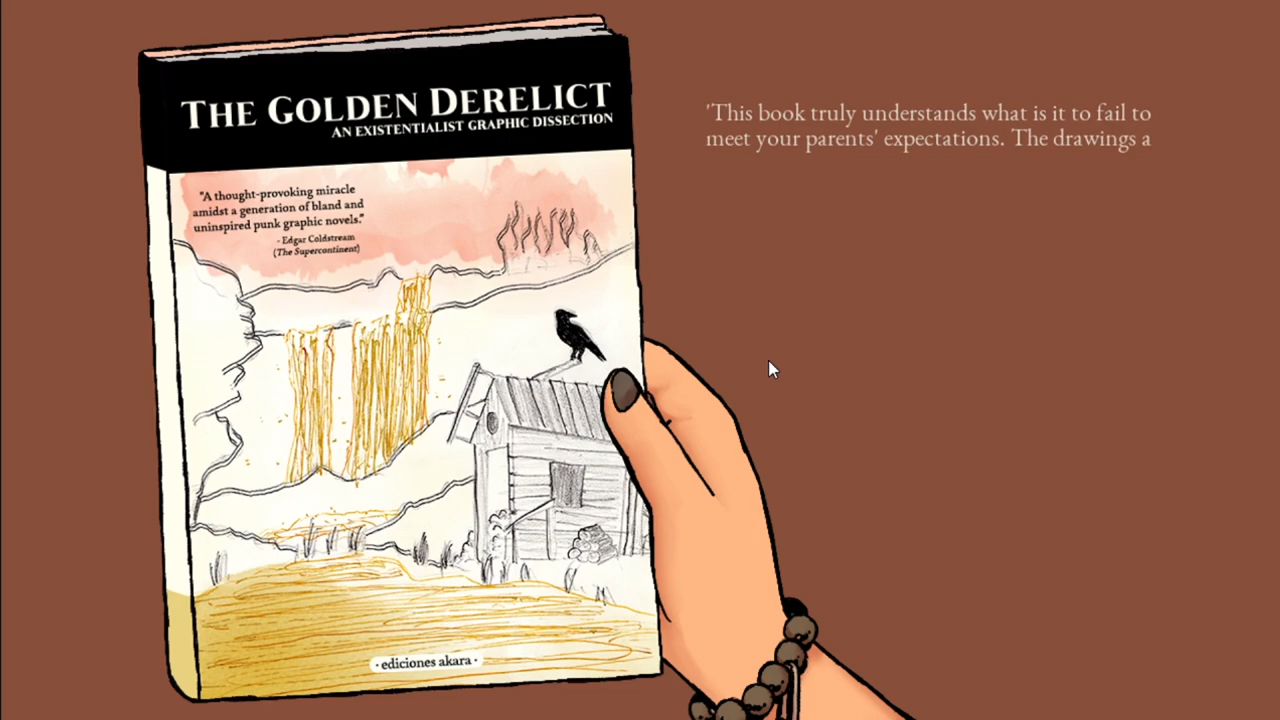 THE GOLDEN DERELICT
AN EXISTENTIALIST GRAPHIC DISSECTION
"A thought-provoking miracle
amidst a generation of bland and
uninspired punk graphic novels."
- Edgar Coldstream
(The Supercontinent)
· ediciones akara ·
'This book truly understands what is it to fail to
meet your parents' expectations. The drawings a